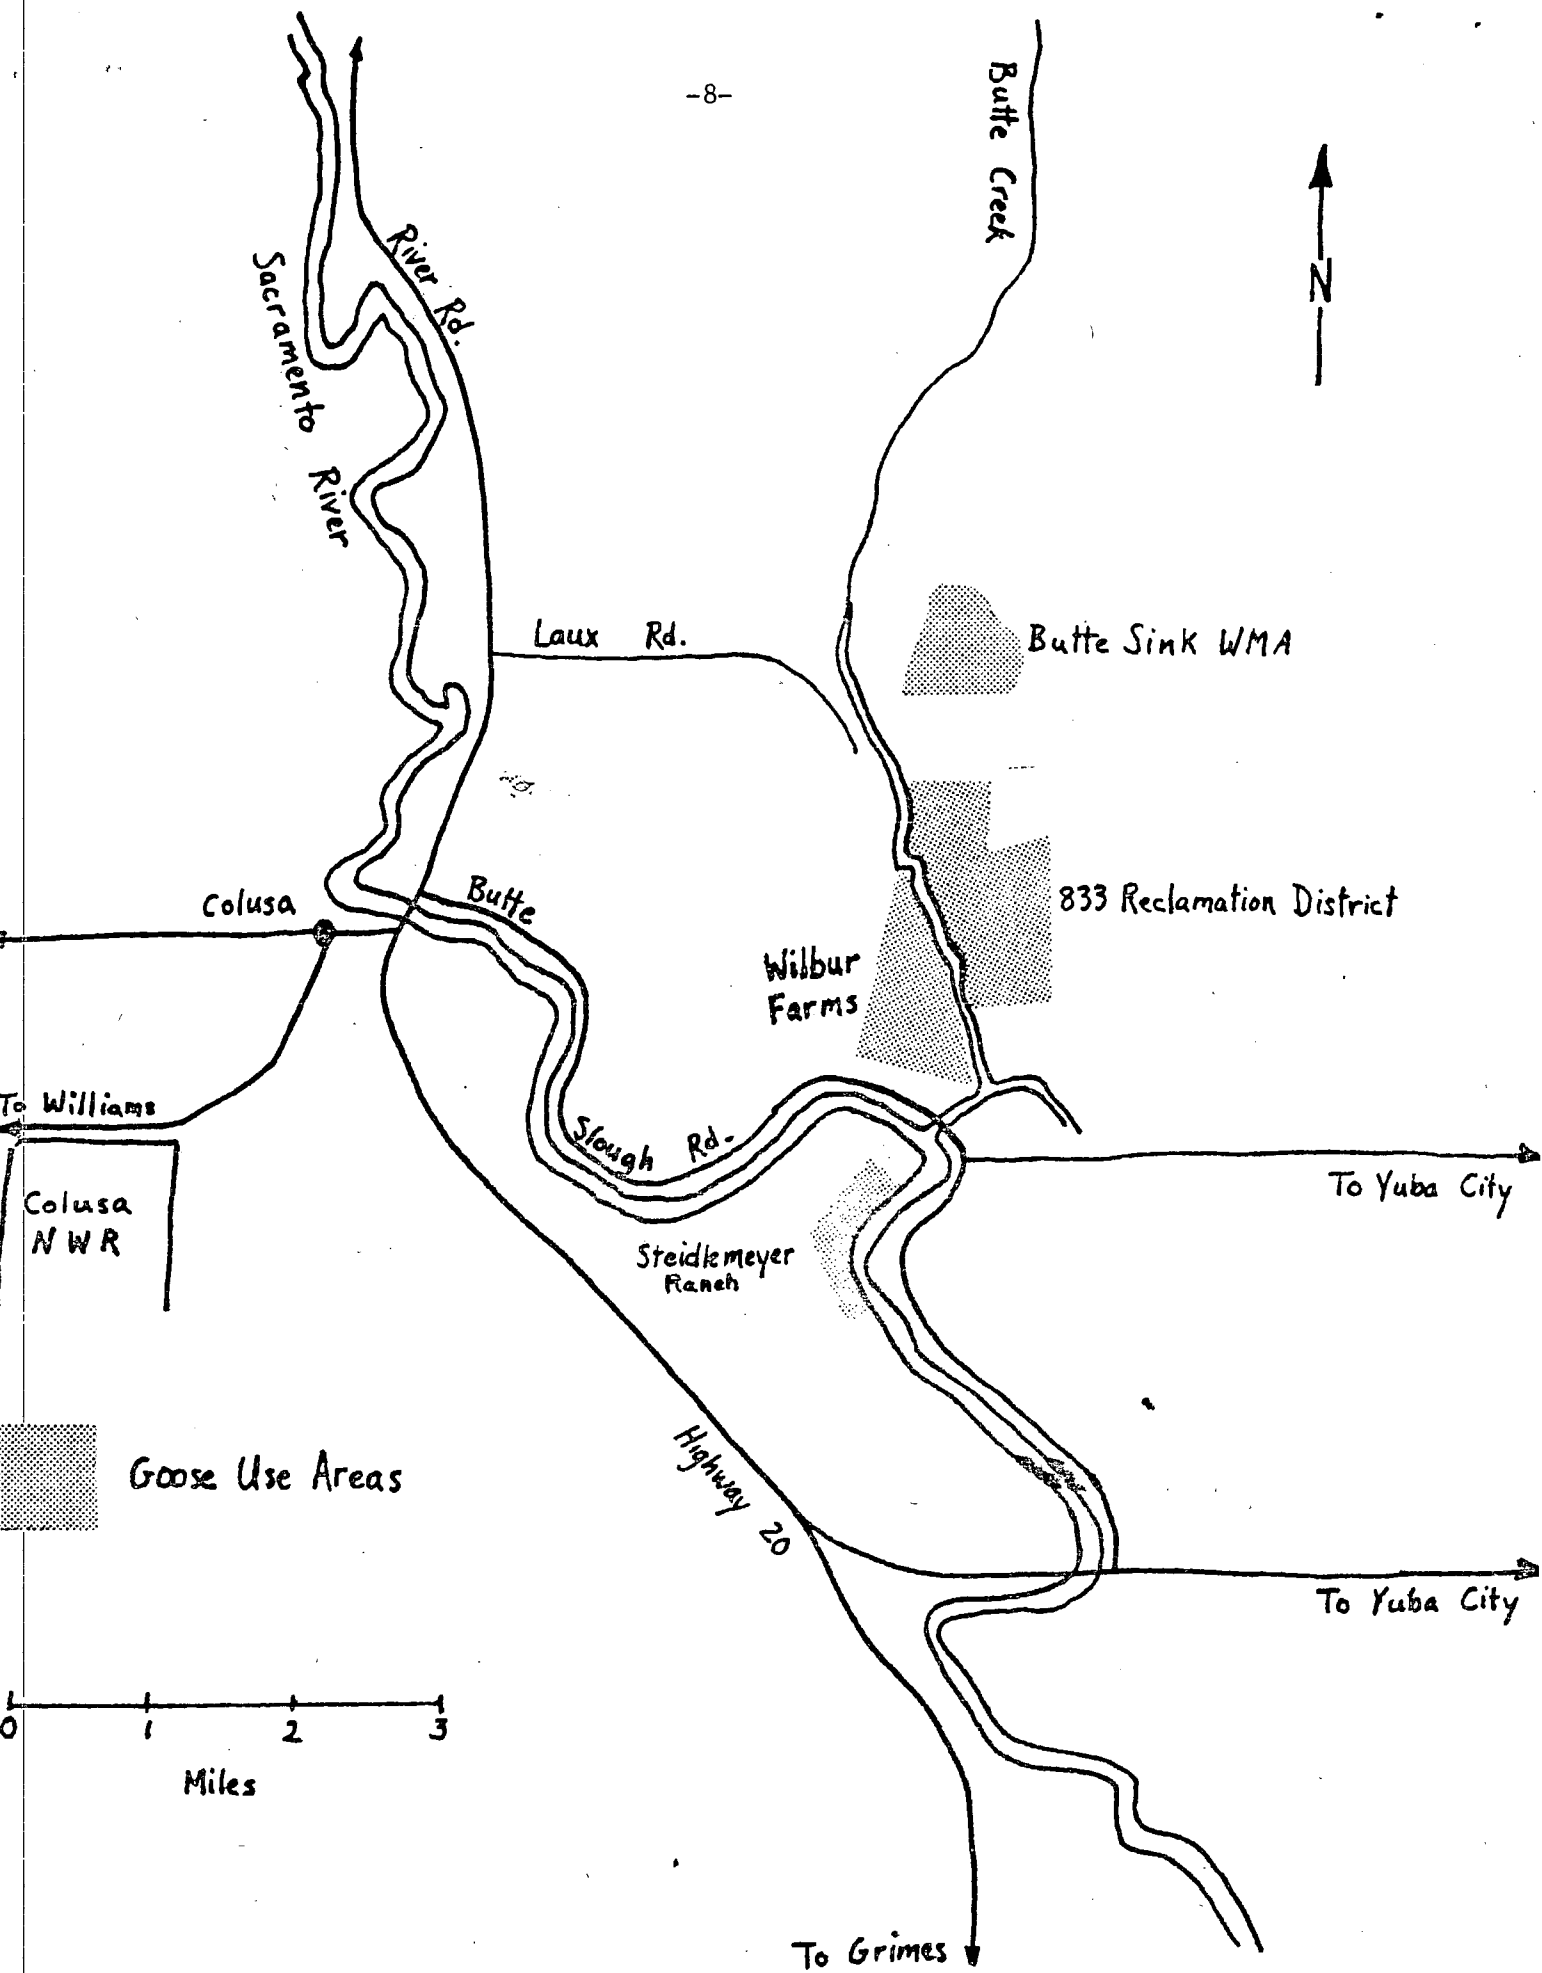 -8-
Butte Creek
N
River Rd.
Sacramento River
Laux Rd.
Butte Sink WMA
Colusa
Butte Slough Rd.
833 Reclamation District
Wilbur
Farms
To Williams
Colusa
NWR
To Yuba City
Steidlemeyer
Ranch
Goose Use Areas
Highway 20
To Yuba City
0 1 2 3
Miles
To Grimes